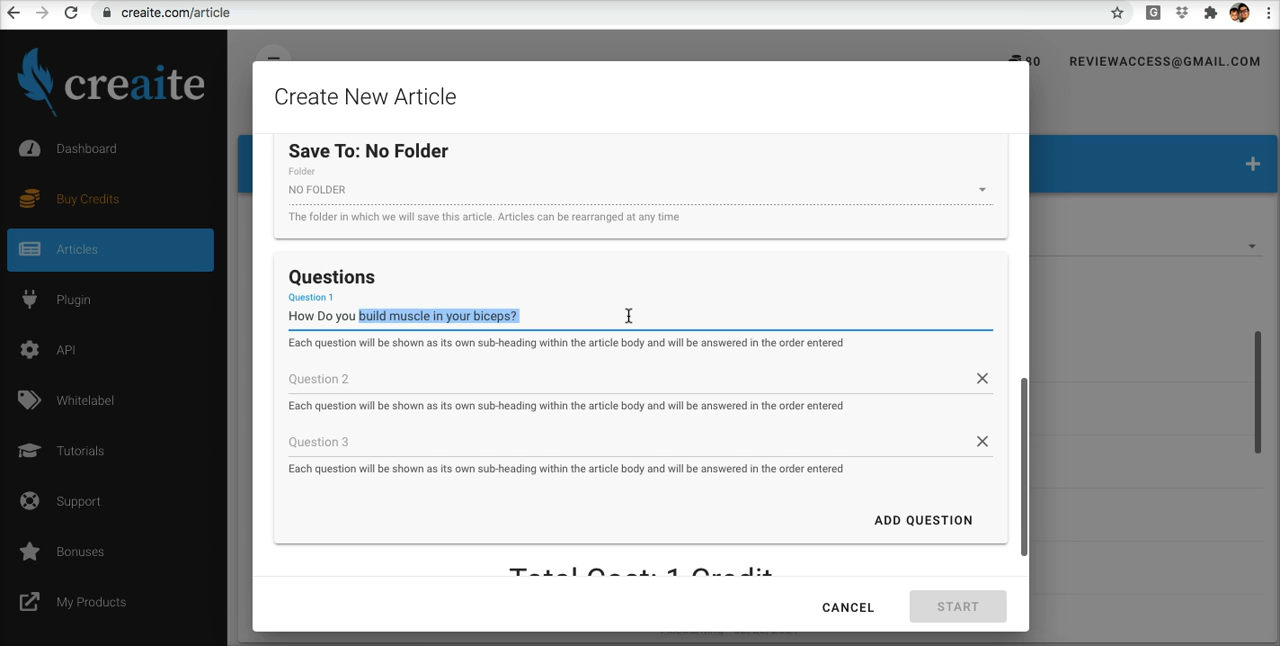 creaite.com/article
creaite
Dashboard
Buy Credits
Articles
Plugin
API
Whitelabel
Tutorials
Support
Bonuses
My Products
80
REVIEWACCESS@GMAIL.COM
Create New Article
Save To: No Folder
Folder
NO FOLDER
The folder in which we will save this article. Articles can be rearranged at any time
Questions
Question 1
How Do you build muscle in your biceps?
Each question will be shown as its own sub-heading within the article body and will be answered in the order entered
Question 2
Each question will be shown as its own sub-heading within the article body and will be answered in the order entered
Question 3
Each question will be shown as its own sub-heading within the article body and will be answered in the order entered
ADD QUESTION
Total Cost: 1 Credit
CANCEL
START